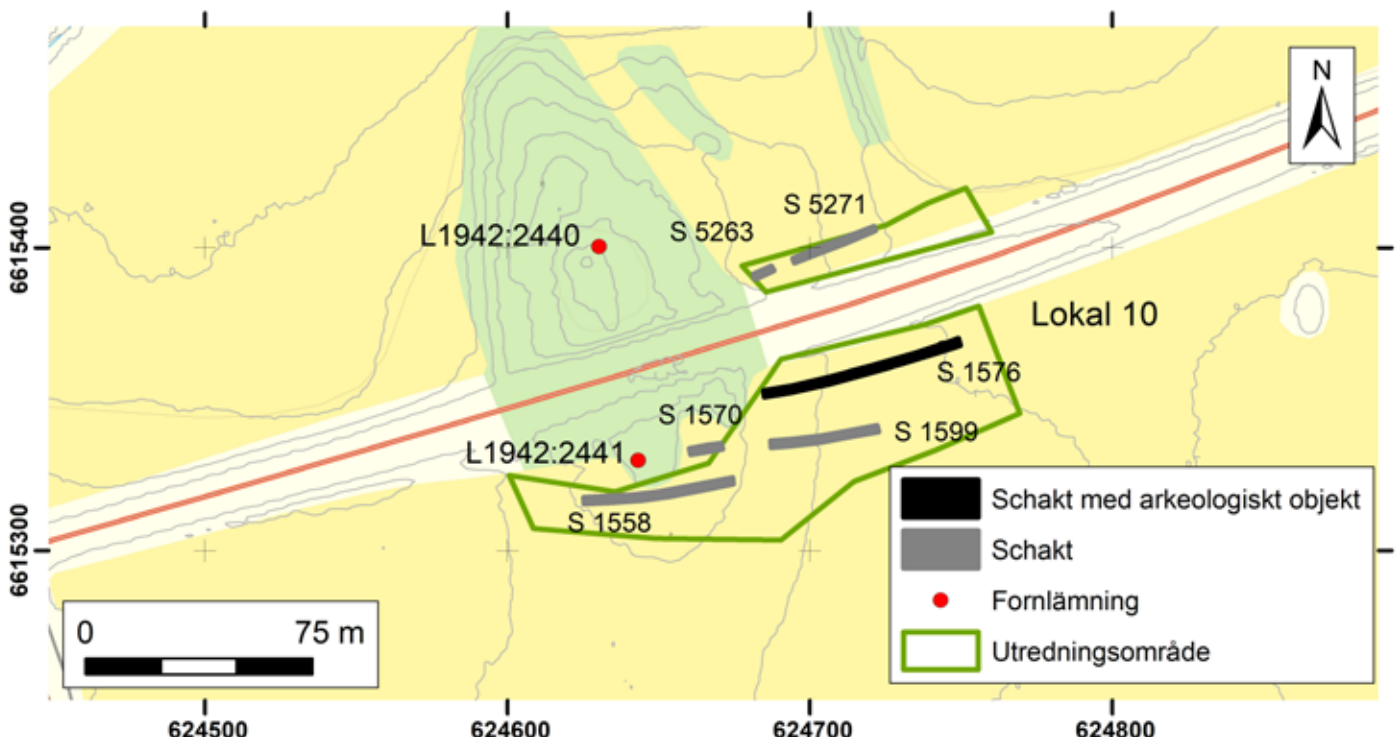 N
S 5271
S 5263
L1942:2440
Lokal 10
S 1576
S 1570
S 1599
L1942:2441
S 1558
6615400
6615300
0 75 m
Schakt med arkeologiskt objekt
Schakt
Fornlämning
Utredningsområde
624500 624600 624700 624800